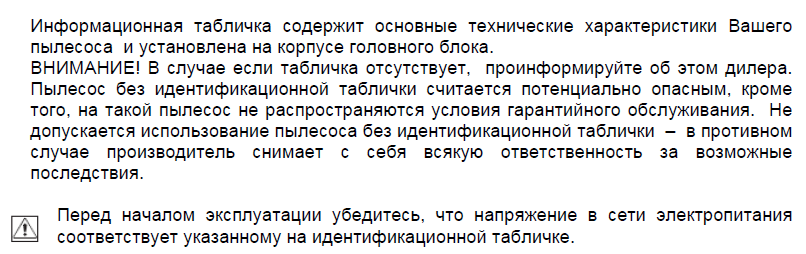 Информационная табличка содержит основные технические характеристики Вашего
пылесоса и установлена на корпусе головного блока.
ВНИМАНИЕ! В случае если табличка отсутствует, проинформируйте об этом дилера.
Пылесос без идентификационной таблички считается потенциально опасным, кроме
того, на такой пылесос не распространяются условия гарантийного обслуживания. Не
допускается использование пылесоса без идентификационной таблички – в противном
случае производитель снимает с себя всякую ответственность за возможные
последствия.
Перед началом эксплуатации убедитесь, что напряжение в сети электропитания
соответствует указанному на идентификационной табличке.